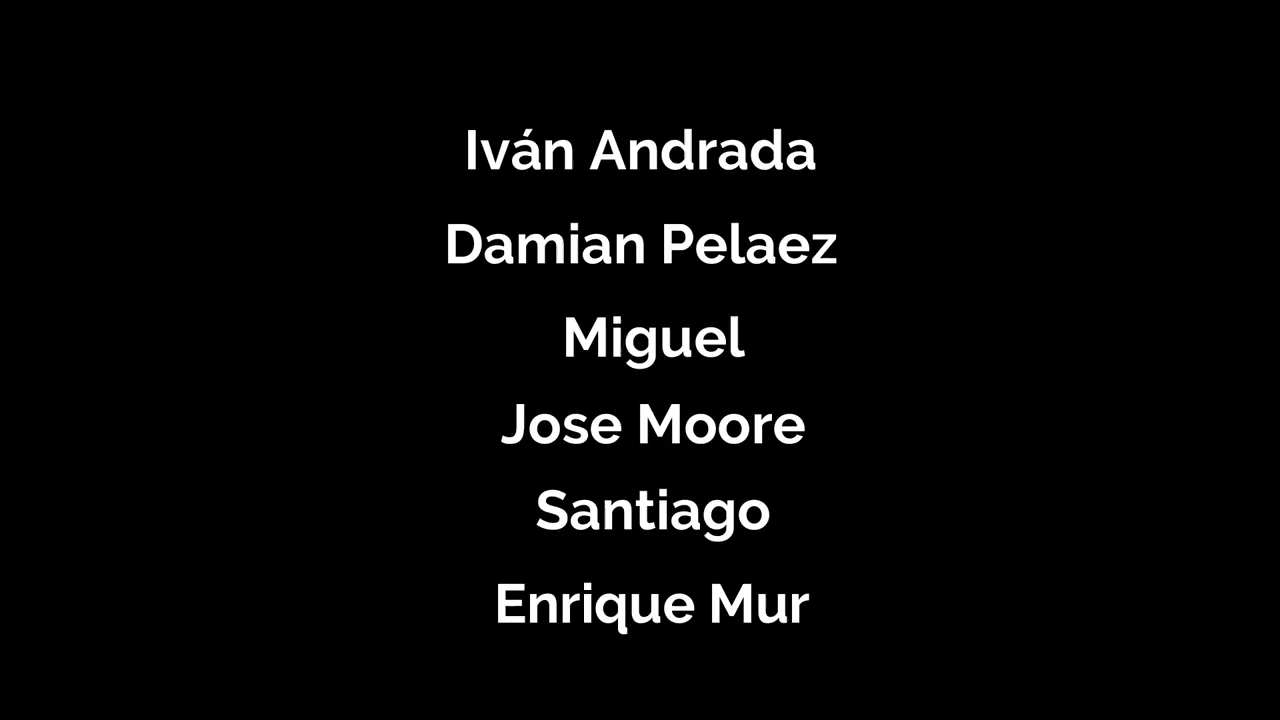 Iván Andrada
Damian Pelaez
Miguel
Jose Moore
Santiago
Enrique Mur